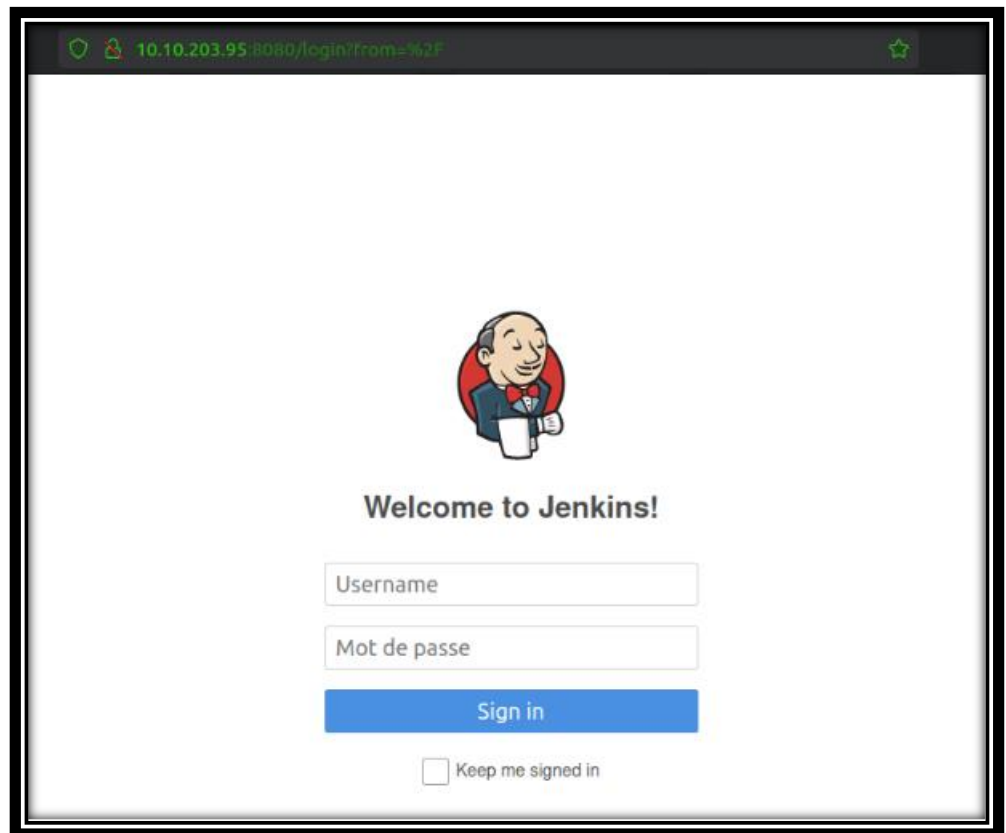 10.10.203.95:8080/login?from=%2F
Welcome to Jenkins!
Username
Mot de passe
Sign in
Keep me signed in